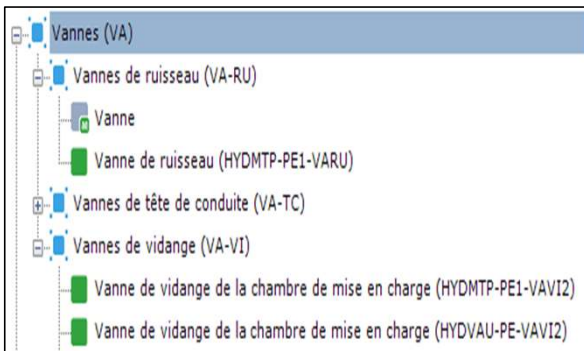 Vannes (VA)
Vannes de ruisseau (VA-RU)
Vanne
Vanne de ruisseau (HYDMTP-PE1-VARU)
Vannes de tête de conduite (VA-TC)
Vannes de vidange (VA-VI)
Vanne de vidange de la chambre de mise en charge (HYDMTP-PE1-VAVI2)
Vanne de vidange de la chambre de mise en charge (HYDVAU-PE-VAVI2)